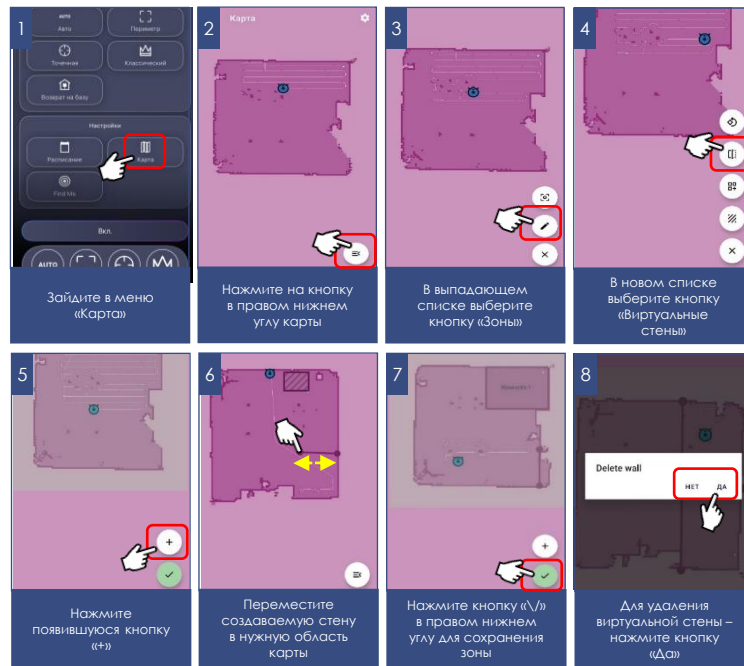 1
АUTO
Авто
Периметр
Точечная
Классический
Возврат на базу
Настройки
Расписание
Карта
Find Me
Вкл.
AUTO
Зайдите в меню
«Карта»
2
Карта
Нажмите на кнопку
в правом нижнем
углу карты
3
В выпадающем
списке выберите
кнопку «Зоны»
4
В новом списке
выберите кнопку
«Виртуальные
стены»
5
Нажмите
появившуюся кнопку
«+»
6
Переместите
создаваемую стену
в нужную область
карты
7
Нажмите кнопку «\/»
в правом нижнем
углу для сохранения
зоны
8
Delete wall
НЕТ ДА
Для удаления
виртуальной стены –
нажмите кнопку
«Да»